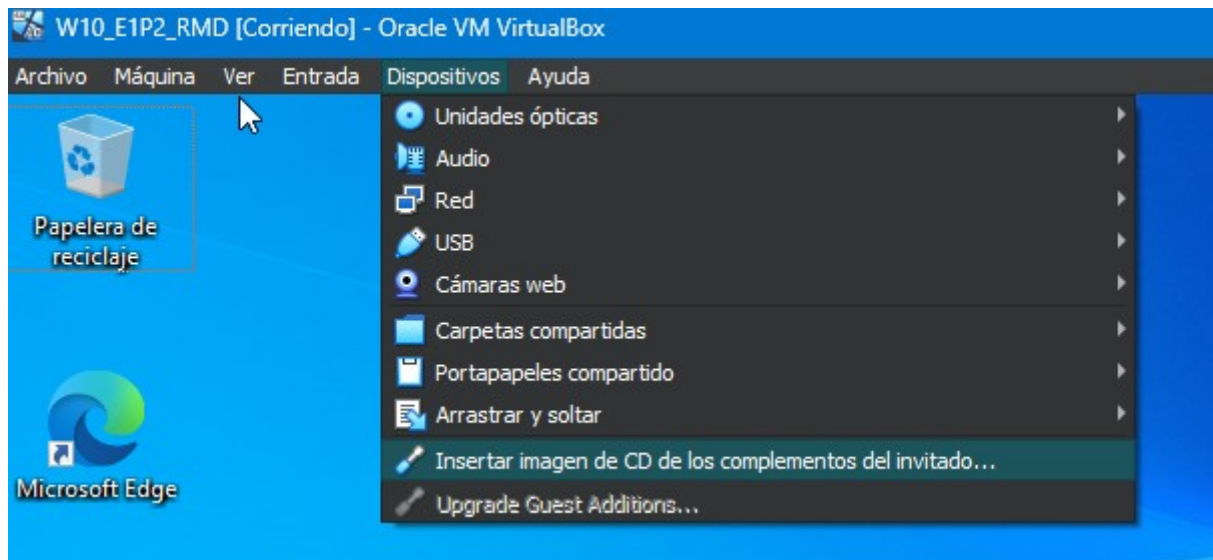 W10_E1P2_RMD [Corriendo] - Oracle VM VirtualBox
Archivo Máquina Ver Entrada Dispositivos Ayuda
Unidades ópticas
Audio
Red
USB
Cámaras web
Carpetas compartidas
Portapapeles compartido
Arrastrar y soltar
Insertar imagen de CD de los complementos del invitado...
Upgrade Guest Additions...
Papelera de
reciclaje
Microsoft Edge